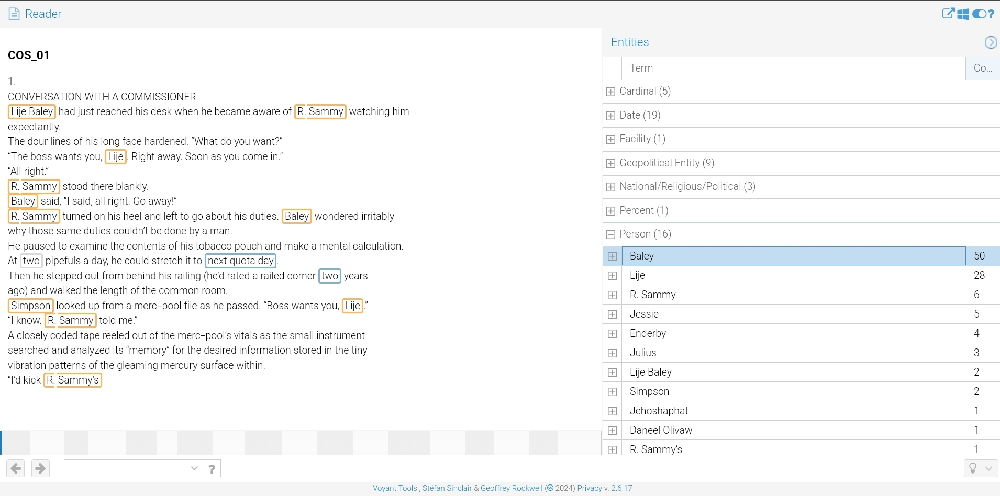 Reader
?
COS_01
1.
CONVERSATION WITH A COMMISSIONER
Lije Baley had just reached his desk when he became aware of R. Sammy watching him
expectantly.
The dour lines of his long face hardened. “What do you want?”
“The boss wants you, Lije. Right away. Soon as you come in.”
“All right.”
R. Sammy stood there blankly.
Baley said, “I said, all right. Go away!”
R. Sammy turned on his heel and left to go about his duties. Baley wondered irritably
why those same duties couldn’t be done by a man.
He paused to examine the contents of his tobacco pouch and make a mental calculation.
At two pipefuls a day, he could stretch it to next quota day.
Then he stepped out from behind his railing (he’d rated a railed corner two years
ago) and walked the length of the common room.
Simpson looked up from a merc–pool file as he passed. “Boss wants you, Lije.”
“I know. R. Sammy told me.”
A closely coded tape reeled out of the merc–pool’s vitals as the small instrument
searched and analyzed its “memory” for the desired information stored in the tiny
vibration patterns of the gleaming mercury surface within.
“I’d kick R. Sammy’s
?
Entities
Term Co...
Cardinal (5)
Date (19)
Facility (1)
Geopolitical Entity (9)
National/Religious/Political (3)
Percent (1)
Person (16)
Baley 50
Lije 28
R. Sammy 6
Jessie 5
Enderby 4
Julius 3
Lije Baley 2
Simpson 2
Jehoshaphat 1
Daneel Olivaw 1
R. Sammy’s 1
Voyant Tools , Stéfan Sinclair & Geoffrey Rockwell (🅭 2024) Privacy v. 2.6.17